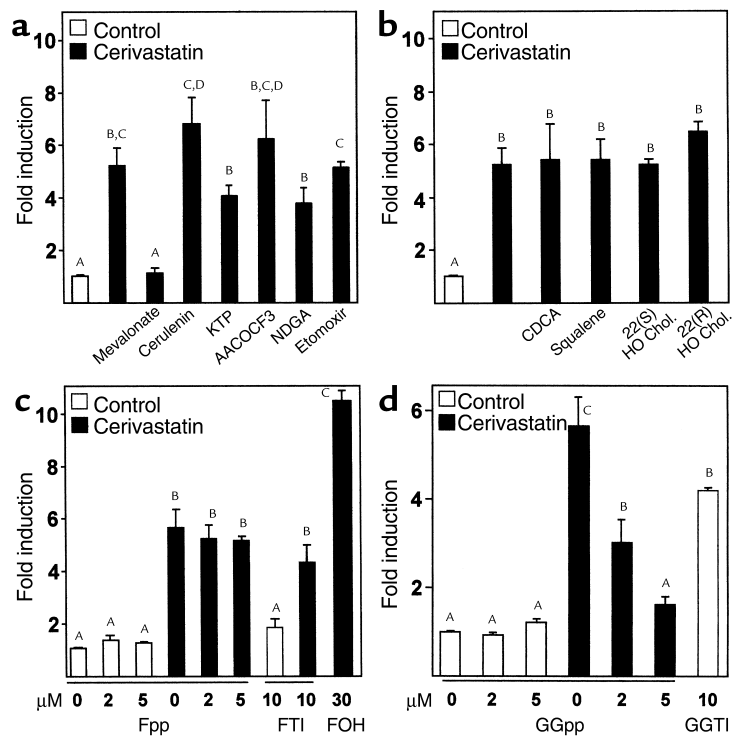 a
Control
Cerivastatin
Fold induction
10
8
6
4
2
A
B,C
A
C,D
B
B,C,D
B
C
Mevalonate
Cerulenin
KTP
AACOCF3
NDGA
Etomoxir
b
Control
Cerivastatin
Fold induction
10
8
6
4
2
A
B
B
B
B
B
CDCA
Squalene
22(S)
HO Chol.
22(R)
HO Chol.
c
Control
Cerivastatin
Fold induction
10
8
6
4
2
A
A
A
B
B
B
A
B
C
µM 0 2 5 0 2 5 10 10 30
Fpp FTI FOH
d
Control
Cerivastatin
Fold induction
6
4
2
A
A
A
C
B
A
B
µM 0 2 5 0 2 5 10
GGpp GGTI